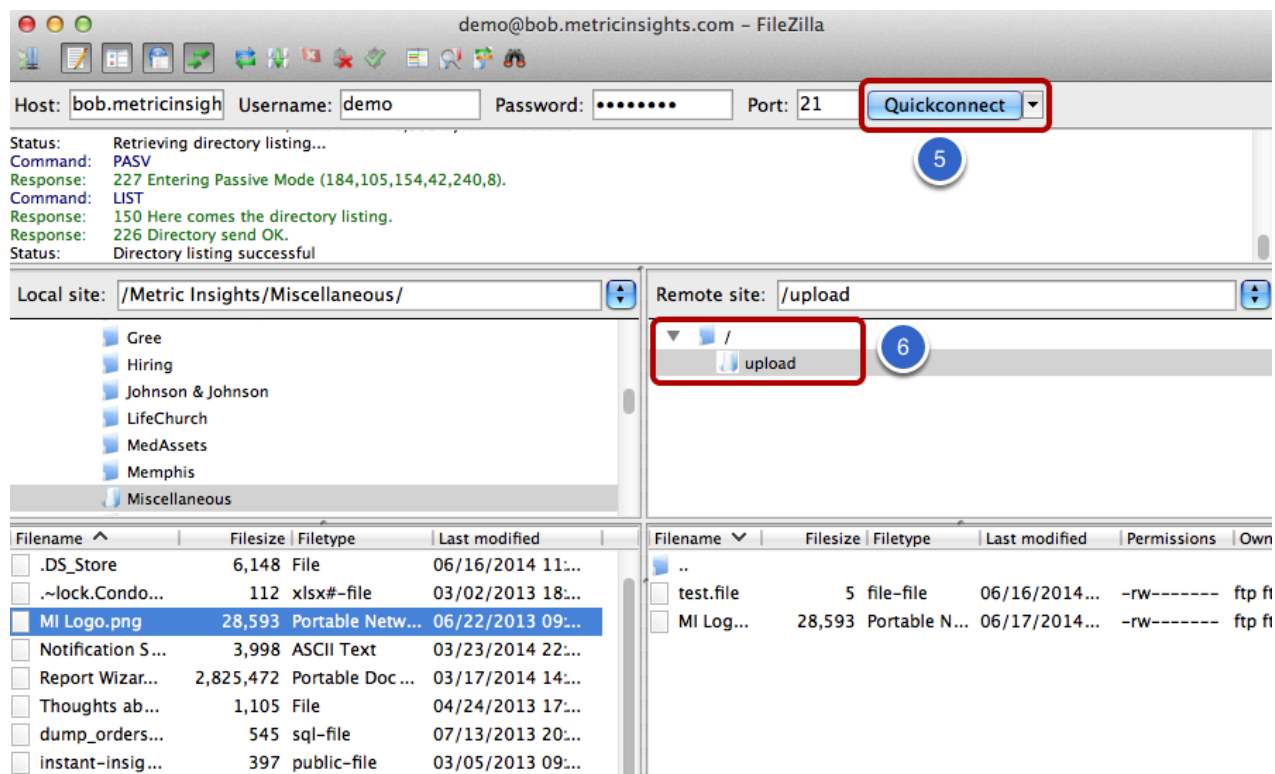 demo@bob.metricinsights.com – FileZilla
Host: bob.metricinsigh Username: demo Password: •••••••• Port: 21 Quickconnect
5
Status: Retrieving directory listing...
Command: PASV
Response: 227 Entering Passive Mode (184,105,154,42,240,8).
Command: LIST
Response: 150 Here comes the directory listing.
Response: 226 Directory send OK.
Status: Directory listing successful
Local site: /Metric Insights/Miscellaneous/
Gree
Hiring
Johnson & Johnson
LifeChurch
MedAssets
Memphis
Miscellaneous
Remote site: /upload
/
upload
6
Filename Filesize Filetype Last modified
.DS_Store 6,148 File 06/16/2014 11:...
.~lock.Condo... 112 xlsx#-file 03/02/2013 18:...
MI Logo.png 28,593 Portable Netw... 06/22/2013 09:...
Notification S... 3,998 ASCII Text 03/23/2014 22:...
Report Wizar... 2,825,472 Portable Doc ... 03/17/2014 14:...
Thoughts ab... 1,105 File 04/24/2013 17:...
dump_orders... 545 sql-file 07/13/2013 20:...
instant-insig... 397 public-file 03/05/2013 09:...
Filename Filesize Filetype Last modified Permissions Own
..
test.file 5 file-file 06/16/2014... -rw------- ftp ft
MI Log... 28,593 Portable N... 06/17/2014... -rw------- ftp ft